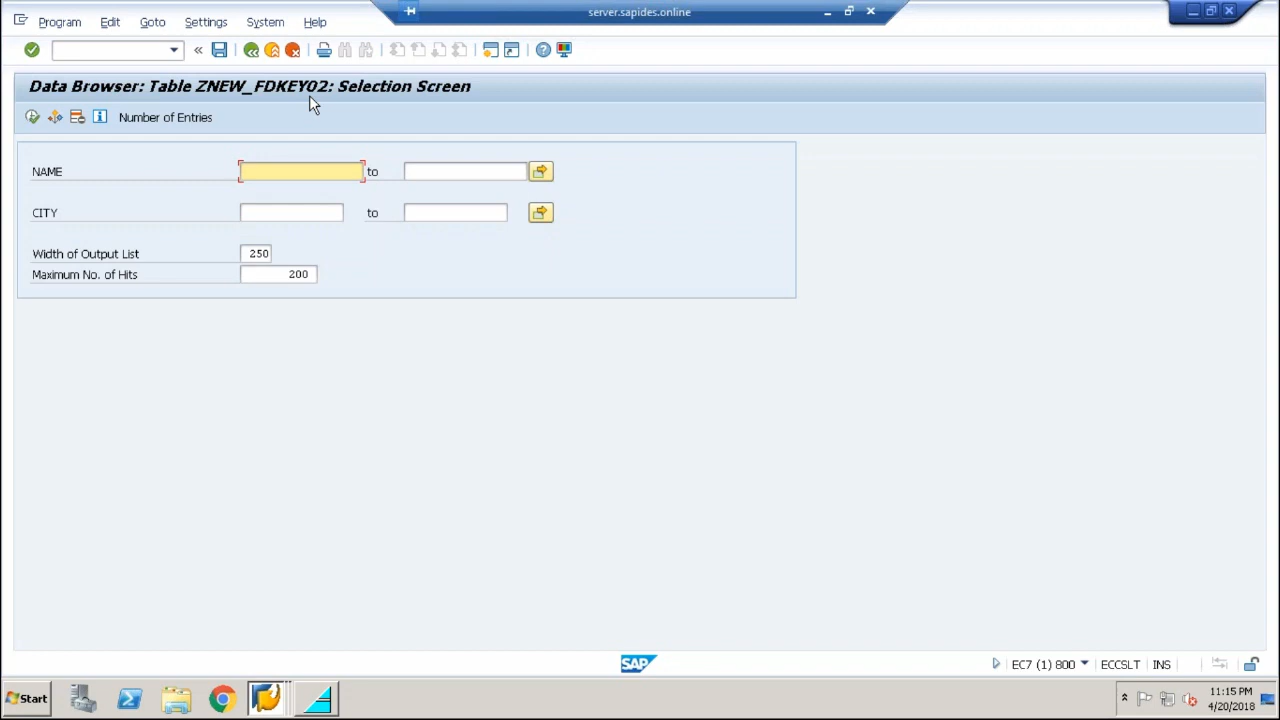 server.sapides.online
Program Edit Goto Settings System Help
Data Browser: Table ZNEW_FDKEY02: Selection Screen
Number of Entries
NAME to
CITY to
Width of Output List 250
Maximum No. of Hits 200
SAP
EC7 (1) 800 ECCSLT INS
Start
11:15 PM
4/20/2018